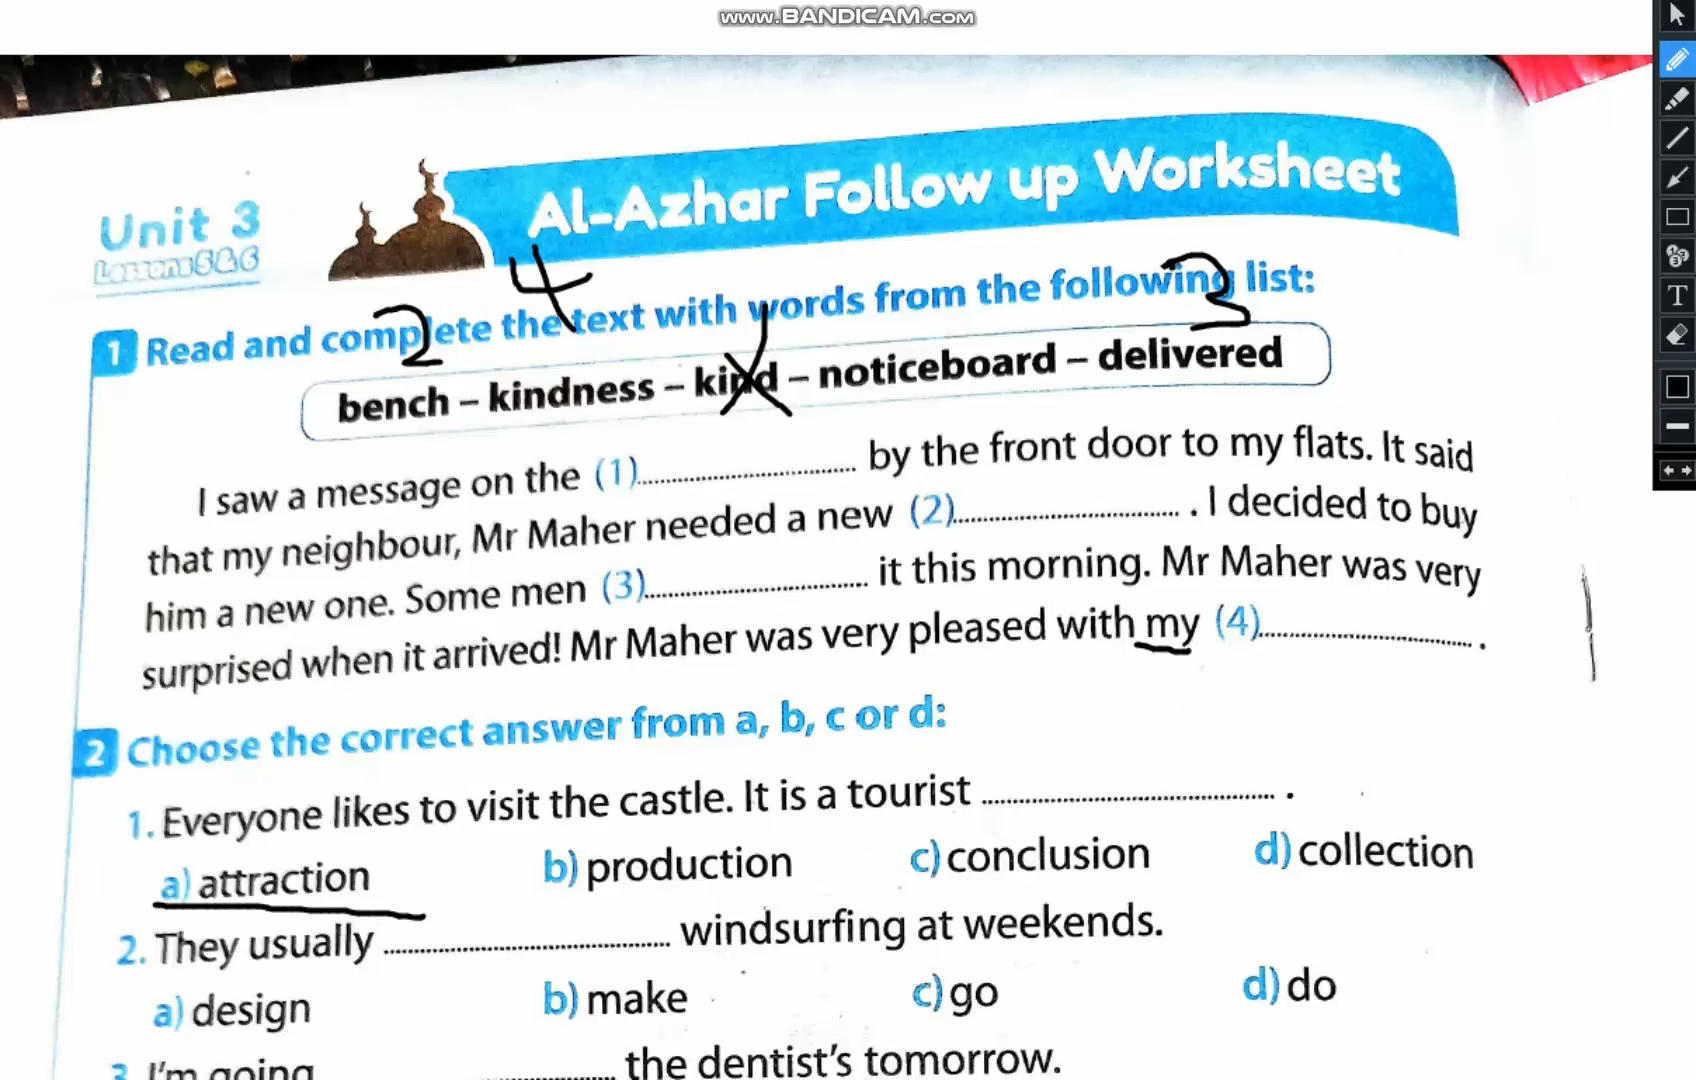 www.BANDICAM.com
Al-Azhar Follow up Worksheet
Unit 3
Lessons 5 & 6
4
2
3
1 Read and complete the text with words from the following list:
bench – kindness – kind – noticeboard – delivered
I saw a message on the (1)........................ by the front door to my flats. It said
that my neighbour, Mr Maher needed a new (2)........................ . I decided to buy
him a new one. Some men (3)........................ it this morning. Mr Maher was very
surprised when it arrived! Mr Maher was very pleased with my (4)........................ .
2 Choose the correct answer from a, b, c or d:
1. Everyone likes to visit the castle. It is a tourist ........................ .
a) attraction b) production c) conclusion d) collection
2. They usually ........................ windsurfing at weekends.
a) design b) make c) go d) do
3. I'm going ........................ the dentist's tomorrow.
T